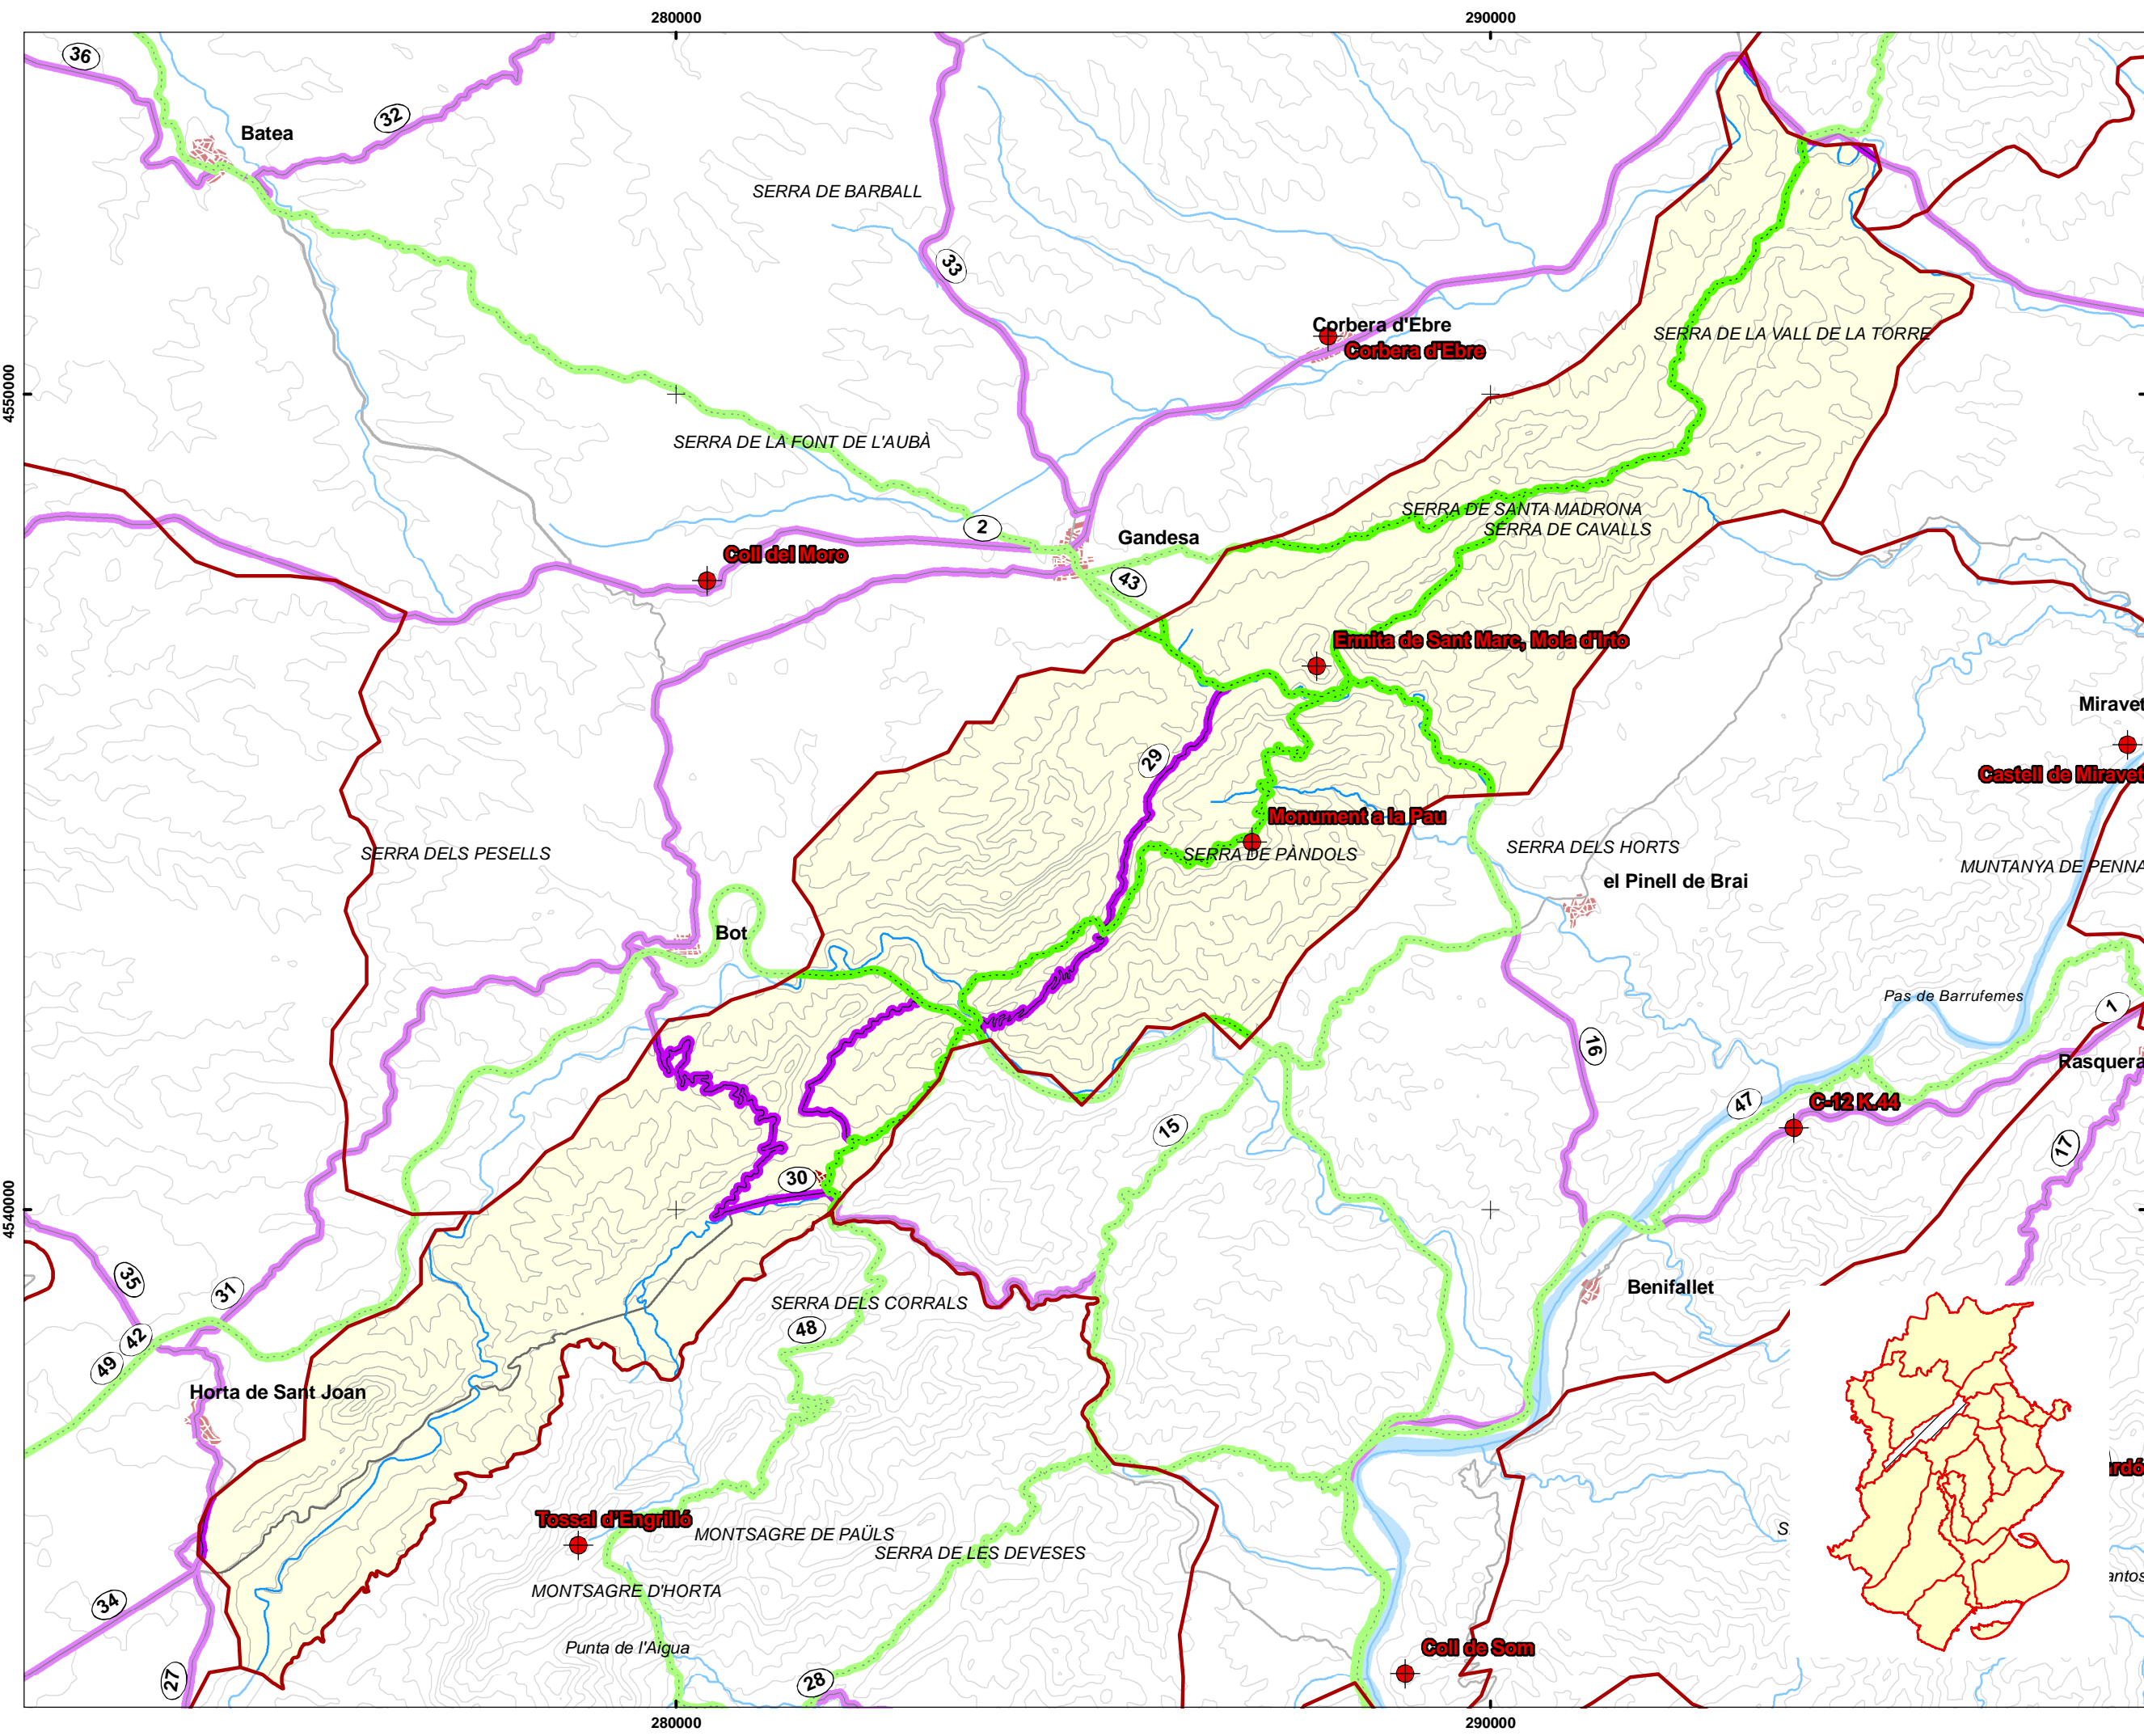 280000
290000
36
Batea
32
SERRA DE BARBALL
33
Corbera d'Ebre
Corbera d'Ebre
SERRA DE LA VALL DE LA TORRE
4550000
SERRA DE LA FONT DE L'AUBÀ
SERRA DE SANTA MADRONA
SERRA DE CAVALLS
2
Gandesa
Coll del Moro
43
Ermita de Sant Marc, Mola d'Irto
Miravet
29
Castell de Miravet
Monument a la Pau
SERRA DELS PESELLS
SERRA DE PÀNDOLS
SERRA DELS HORTS
MUNTANYA DE PENNA
el Pinell de Brai
Bot
Pas de Barrufemes
1
16
Rasquera
47
C-12 K.44
15
17
30
4540000
35
31
SERRA DELS CORRALS
Benifallet
48
42
49
Horta de Sant Joan
Tossal d'Engrilló
MONTSAGRE DE PAÜLS
SERRA DE LES DEVESES
S
ardó
antos
MONTSAGRE D'HORTA
34
Punta de l'Aigua
Coll de Som
27
28
280000
290000